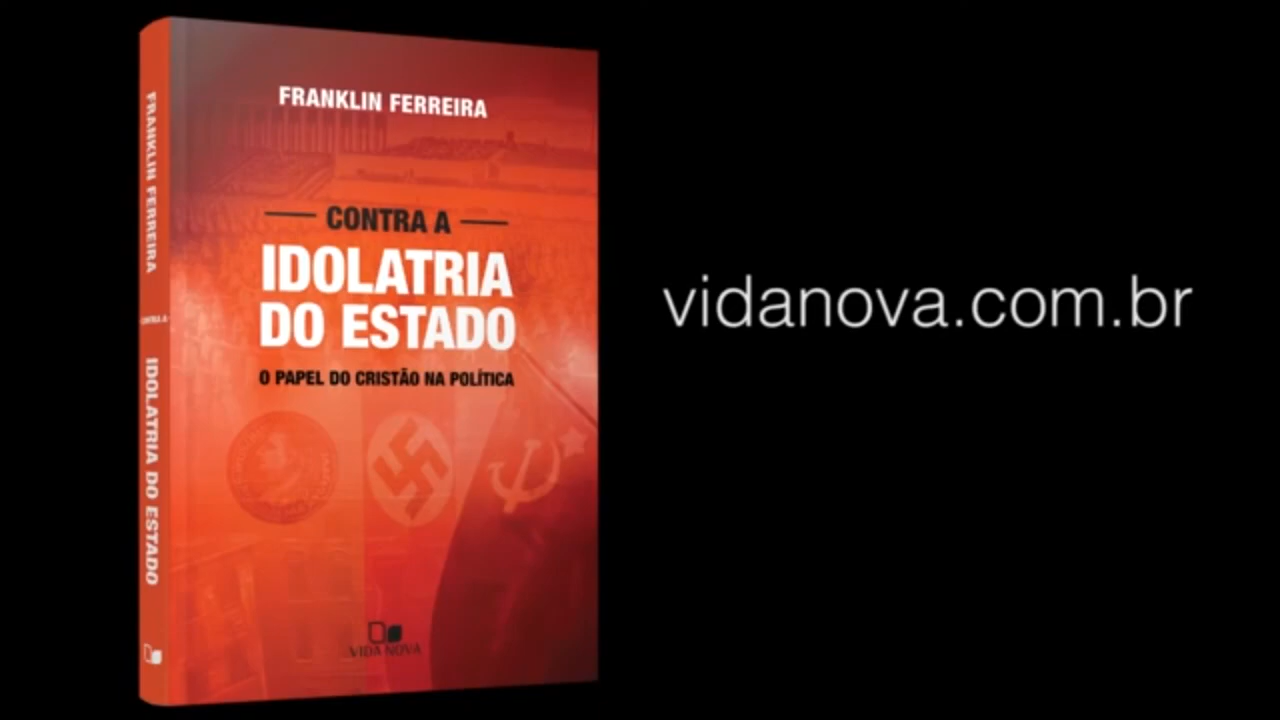 FRANKLIN FERREIRA
CONTRA A
IDOLATRIA DO ESTADO
FRANKLIN FERREIRA
CONTRA A
IDOLATRIA
DO ESTADO
O PAPEL DO CRISTÃO NA POLÍTICA
VIDA NOVA
vidanova.com.br